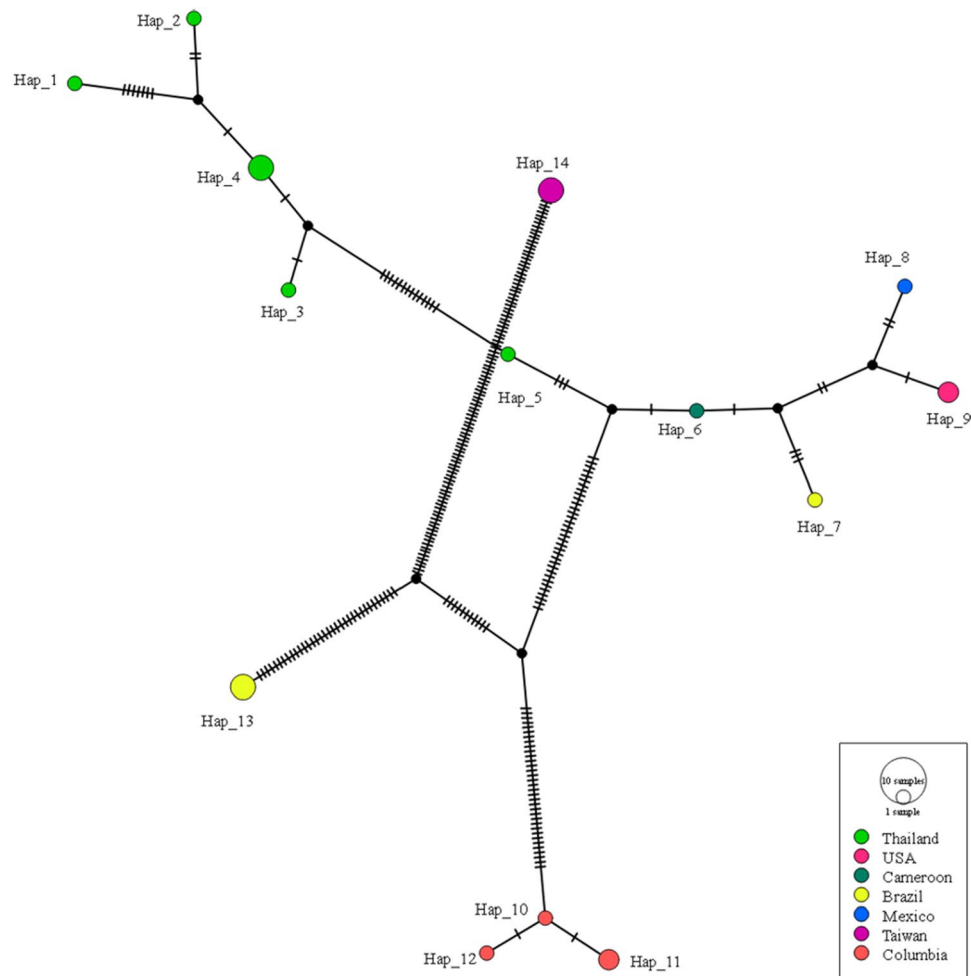 Hap_2
Hap_1
Hap_14
Hap_4
Hap_8
Hap_3
Hap_5
Hap_9
Hap_6
Hap_7
Hap_13
Hap_10
Hap_12
Hap_11
10 samples
1 sample
Thailand
USA
Cameroon
Brazil
Mexico
Taiwan
Columbia